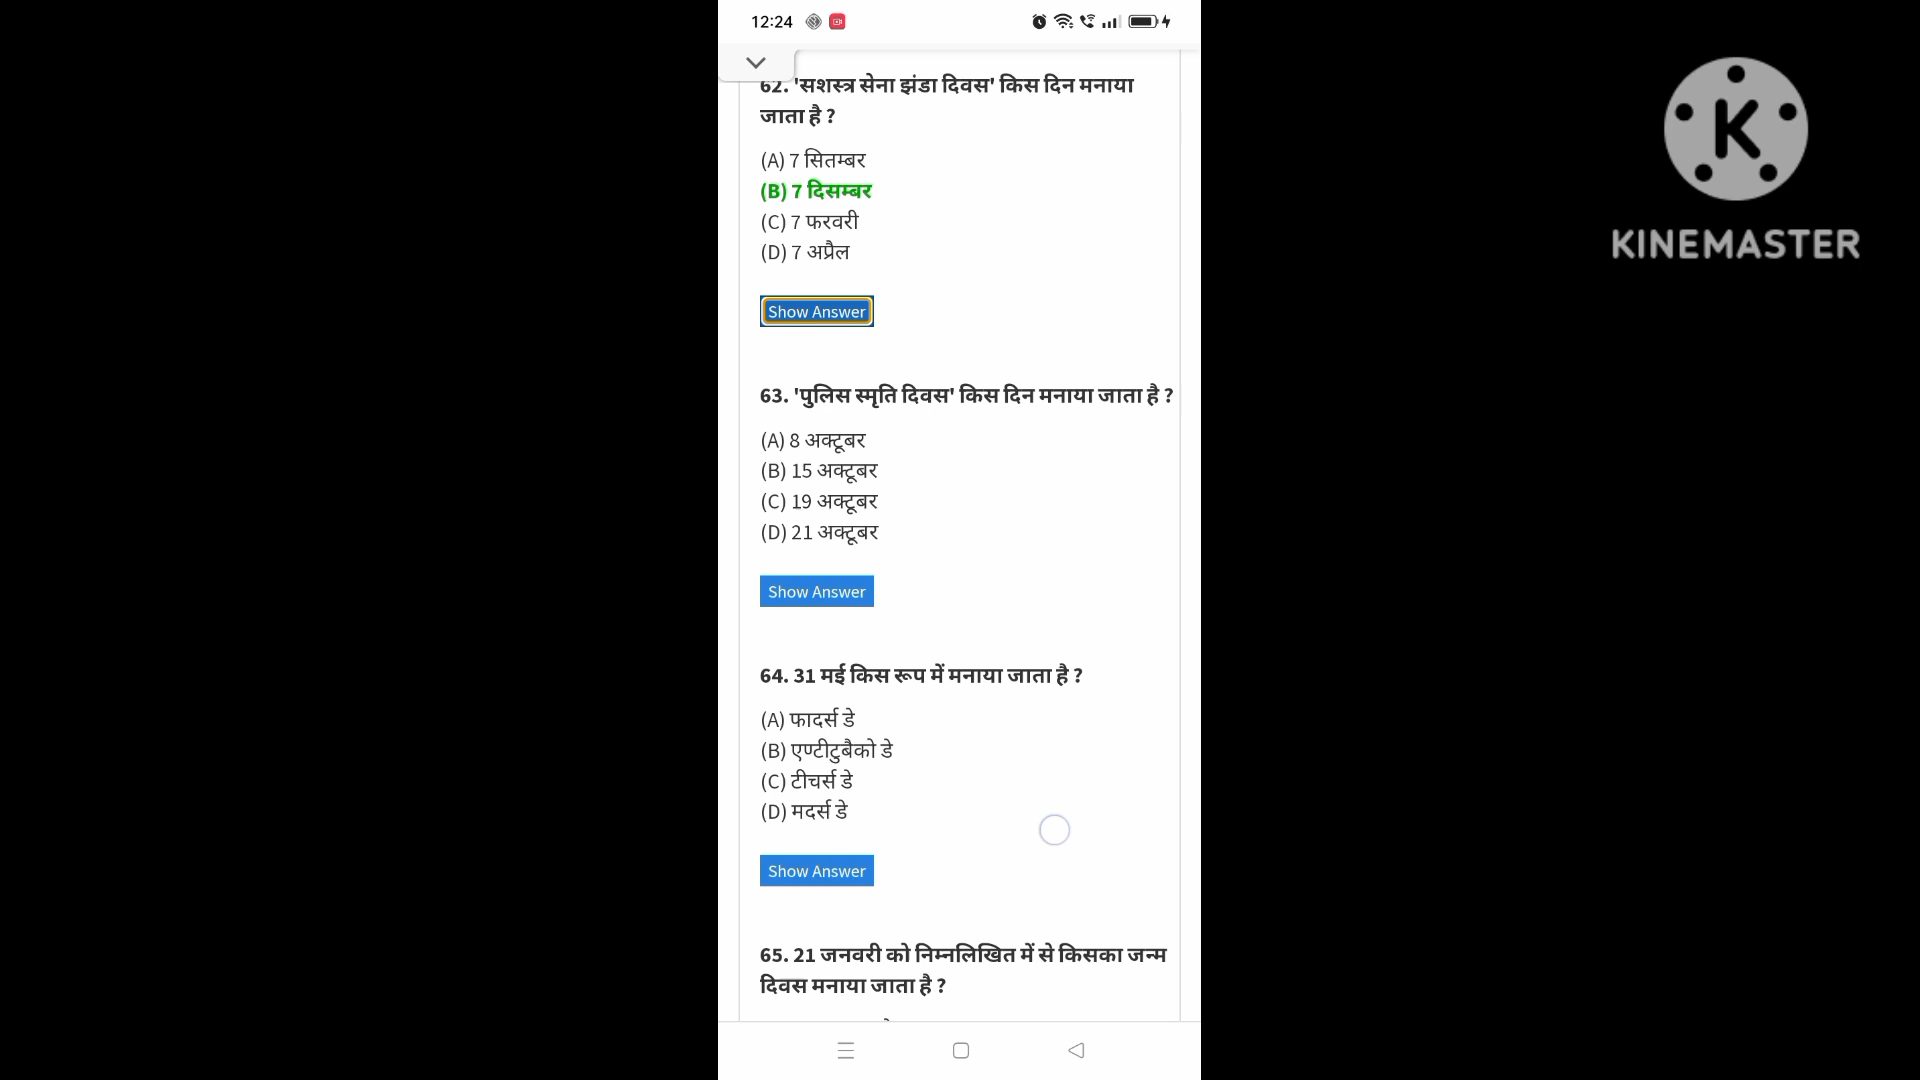 12:24
62. 'सशस्त्र सेना झंडा दिवस' किस दिन मनाया
जाता है ?
(A) 7 सितम्बर
(B) 7 दिसम्बर
(C) 7 फरवरी
(D) 7 अप्रैल
Show Answer
63. 'पुलिस स्मृति दिवस' किस दिन मनाया जाता है ?
(A) 8 अक्टूबर
(B) 15 अक्टूबर
(C) 19 अक्टूबर
(D) 21 अक्टूबर
Show Answer
64. 31 मई किस रूप में मनाया जाता है ?
(A) फादर्स डे
(B) एण्टीटुबैको डे
(C) टीचर्स डे
(D) मदर्स डे
Show Answer
65. 21 जनवरी को निम्नलिखित में से किसका जन्म
दिवस मनाया जाता है ?
K
KINEMASTER